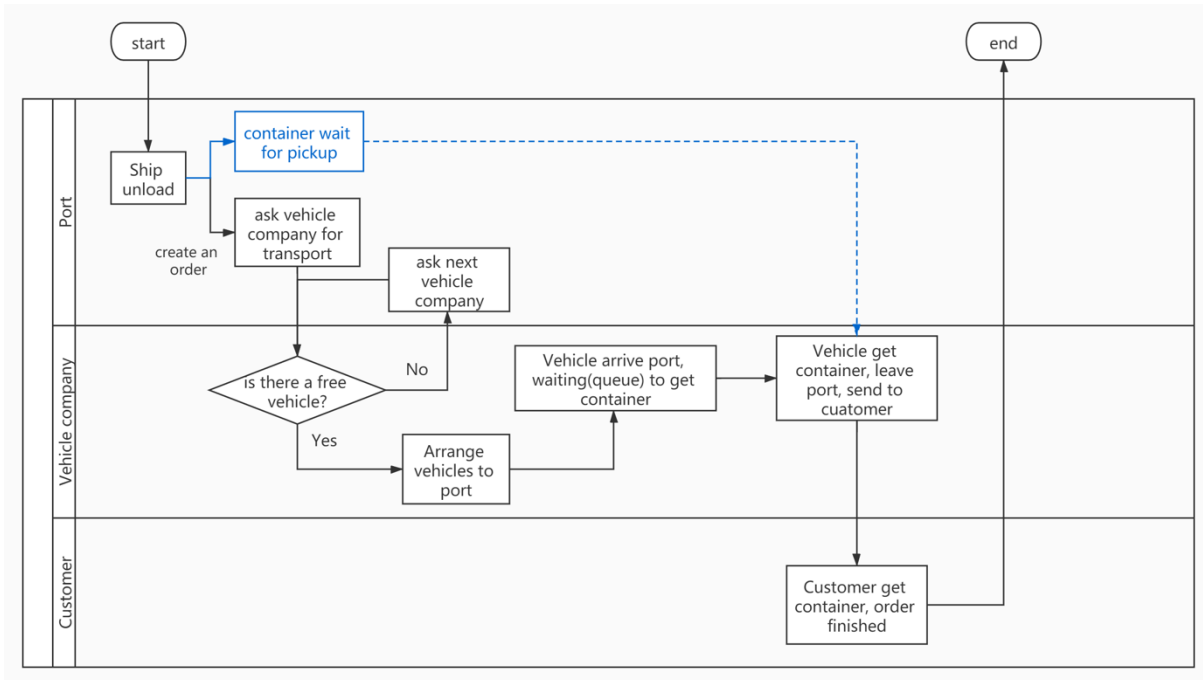 start
end
Port
container wait
for pickup
Ship
unload
ask vehicle
company for
transport
create an
order
ask next
vehicle
company
Vehicle company
is there a free
vehicle?
No
Yes
Arrange
vehicles to
port
Vehicle arrive port,
waiting(queue) to get
container
Vehicle get
container, leave
port, send to
cuatomer
Customer
Customer get
container, order
finished